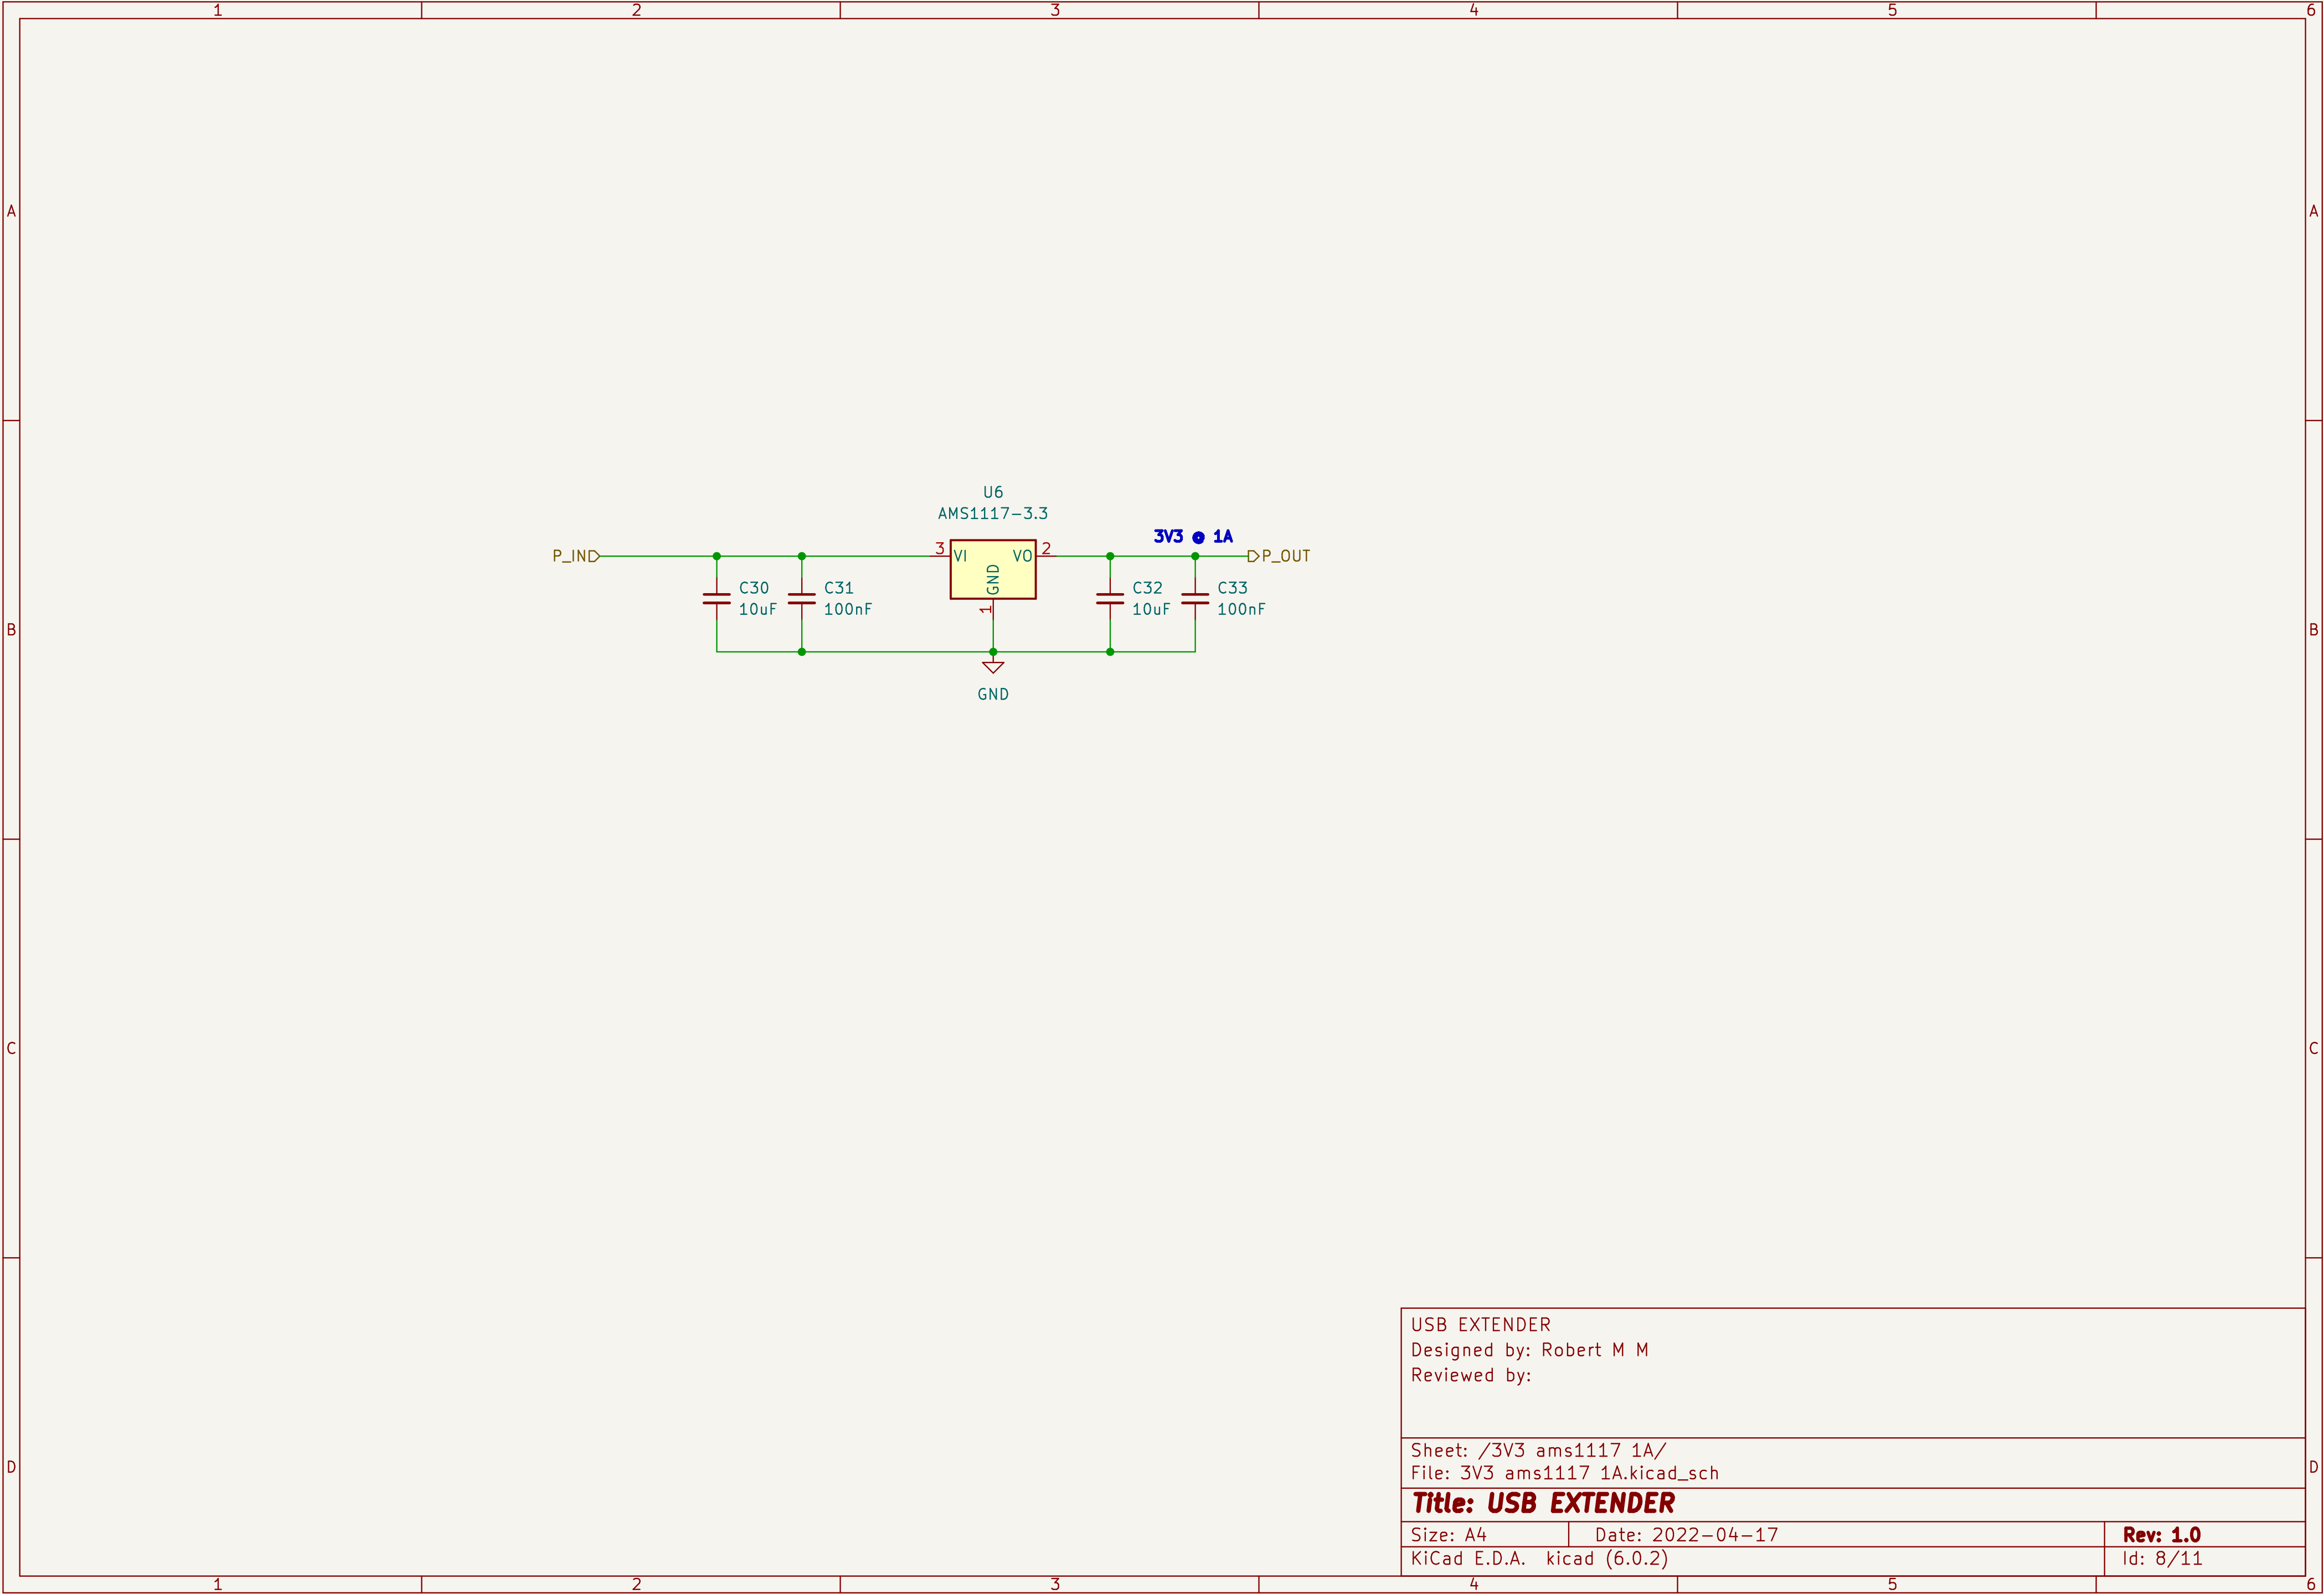 1 2 3 4 5 6
A A
U6
AMS1117-3.3
3V3 @ 1A
P_IN 3 VI VO 2 P_OUT
GND
1
C30 C31 C32 C33
10uF 100nF 10uF 100nF
B B
GND
C C
USB EXTENDER
Designed by: Robert M M
Reviewed by:
Sheet: /3V3 ams1117 1A/
File: 3V3 ams1117 1A.kicad_sch
D D
Title: USB EXTENDER
Size: A4 Date: 2022-04-17 Rev: 1.0
KiCad E.D.A. kicad (6.0.2) Id: 8/11
1 2 3 4 5 6